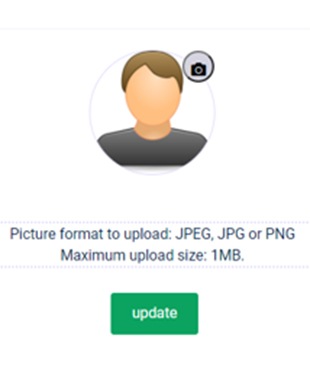 Picture format to upload: JPEG, JPG or PNG
Maximum upload size: 1MB.
update